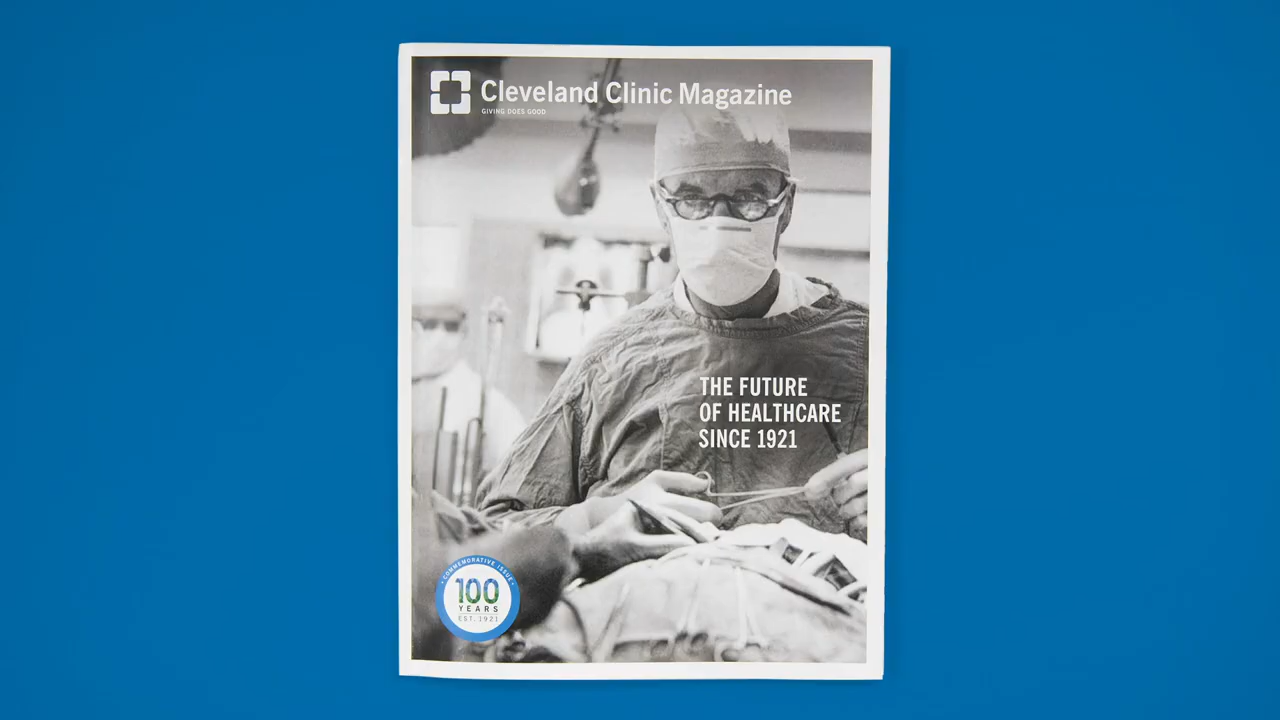 Cleveland Clinic Magazine
GIVING DOES GOOD
THE FUTURE
OF HEALTHCARE
SINCE 1921
COMMEMORATIVE ISSUE
100
YEARS
EST. 1921